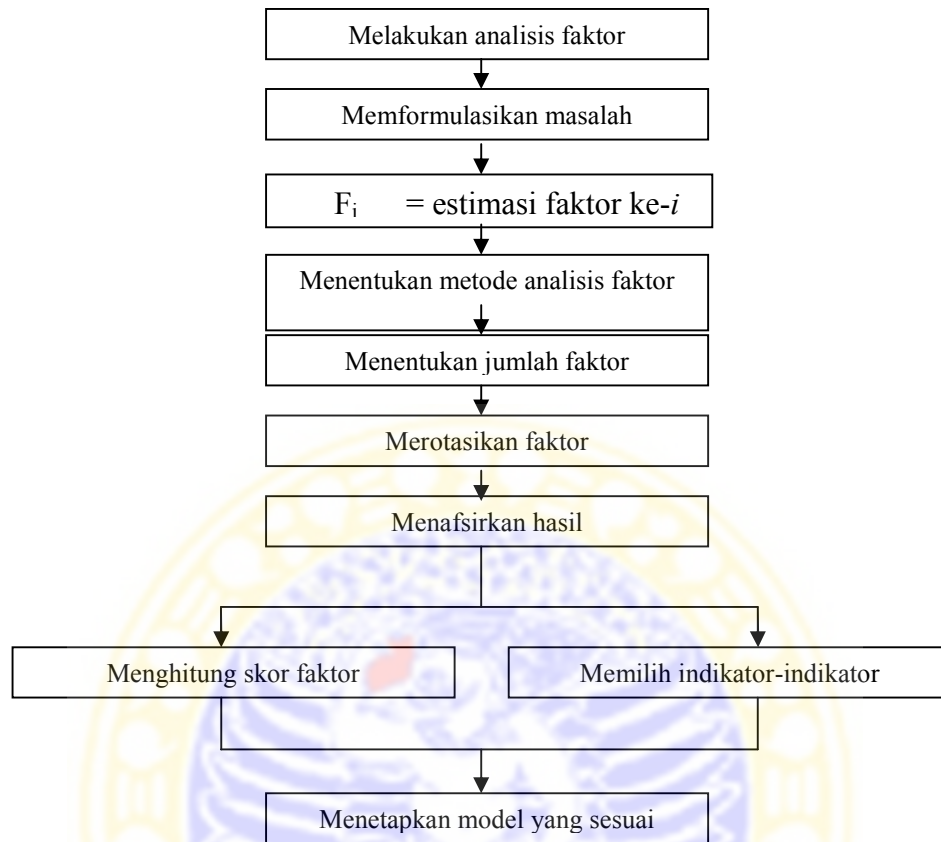 Melakukan analisis faktor
Memformulasikan masalah
Fi = estimasi faktor ke-i
Menentukan metode analisis faktor
Menentukan jumlah faktor
Merotasikan faktor
Menafsirkan hasil
Menghitung skor faktor
Memilih indikator-indikator
Menetapkan model yang sesuai